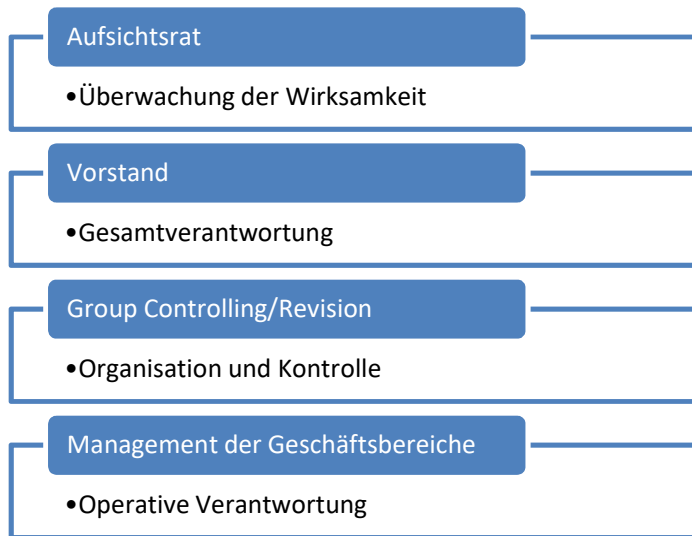 Aufsichtsrat
•Überwachung der Wirksamkeit
Vorstand
•Gesamtverantwortung
Group Controlling/Revision
•Organisation und Kontrolle
Management der Geschäftsbereiche
•Operative Verantwortung